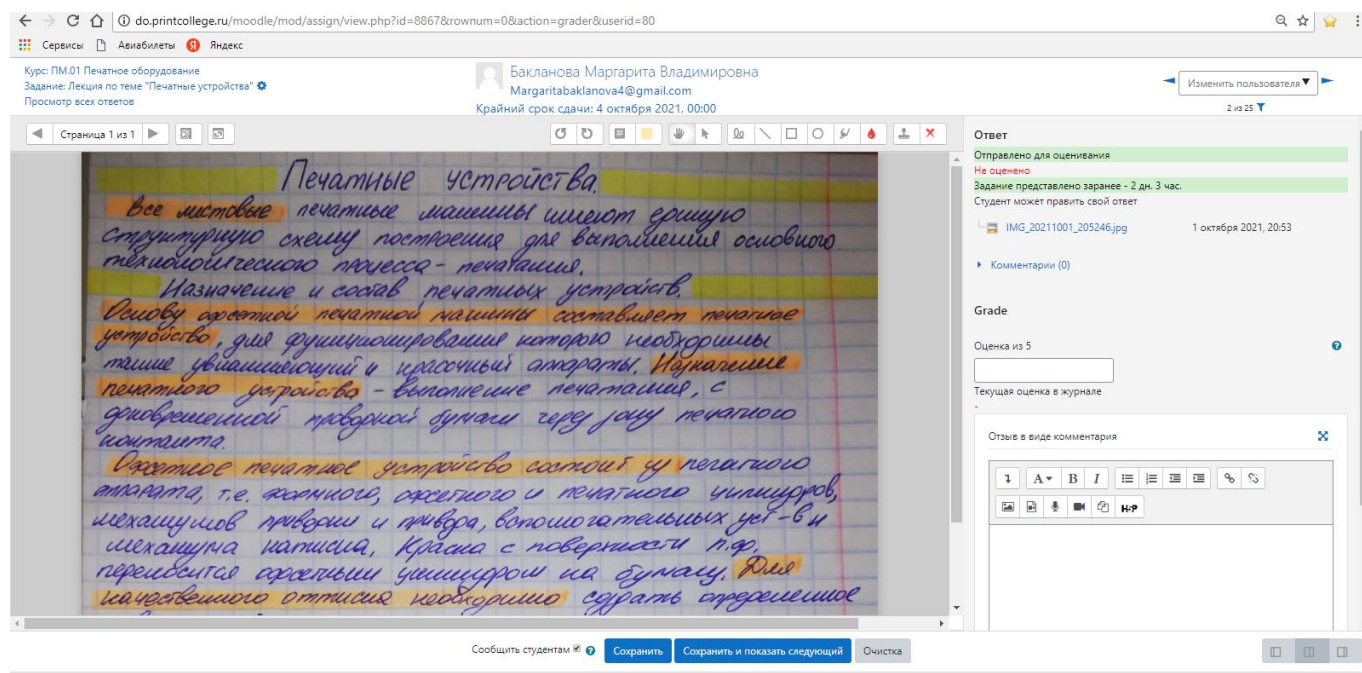 do.printcollege.ru/moodle/mod/assign/view.php?id=8867&rownum=0&action=grader&userid=80
Сервисы Авиабилеты Яндекс
Курс: ПМ.01 Печатное оборудование
Задание: Лекция по теме "Печатные устройства"
Просмотр всех ответов
Бакланова Маргарита Владимировна
Margaritabaklanova4@gmail.com
Крайний срок сдачи: 4 октября 2021, 00:00
Изменить пользователя
2 из 25
Страница 1 из 1
Печатные устройства.
Все листовые печатные машины имеют единую
структурную схему построения для выполнения основного
технологического процесса - печатания.
Назначение и состав печатных устройств.
Основу офсетной печатной машины составляет печатное
устройство, для функционирования которого необходимы
также увлажняющий и красочный аппараты. Назначение
печатного устройства - выполнение печатания, с
одновременной проводкой бумаги через зону печатного
контакта.
Офсетное печатное устройство состоит из печатного
аппарата, т.е. формного, офсетного и печатного цилиндров,
механизмов приводки и привода, вспомогательных уст-в и
механизма натиска, Краска с поверхности п.ф.
переносится офсетным цилиндром на бумагу. Для
качественного оттиска необходимо создать определенное
Ответ
Отправлено для оценивания
Не оценено
Задание представлено заранее - 2 дн. 3 час.
Студент может править свой ответ
IMG_20211001_205246.jpg 1 октября 2021, 20:53
Комментарии (0)
Grade
Оценка из 5
Текущая оценка в журнале
-
Отзыв в виде комментария
A B I
H-P
Сообщить студентам Сохранить Сохранить и показать следующий Очистка